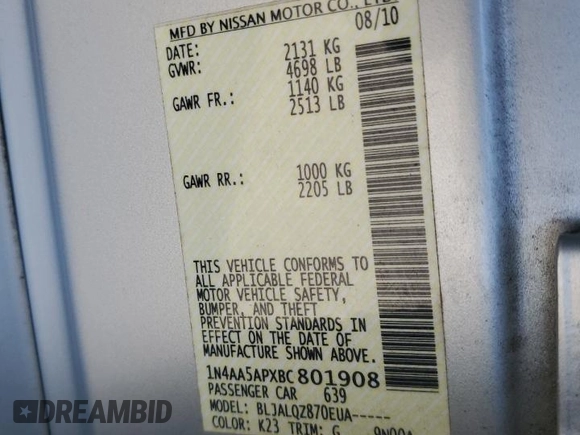 MFD BY NISSAN MOTOR CO., LTD.
DATE: 08/10
GVWR: 2131 KG
4698 LB
GAWR FR.: 1140 KG
2513 LB
GAWR RR.: 1000 KG
2205 LB
THIS VEHICLE CONFORMS TO
ALL APPLICABLE FEDERAL
MOTOR VEHICLE SAFETY,
BUMPER, AND THEFT
PREVENTION STANDARDS IN
EFFECT ON THE DATE OF
MANUFACTURE SHOWN ABOVE.
1N4AA5APXBC801908
PASSENGER CAR 639
MODEL: BLJALQZ870EUA-----
COLOR: K23 TRIM: G
EASTERNBID